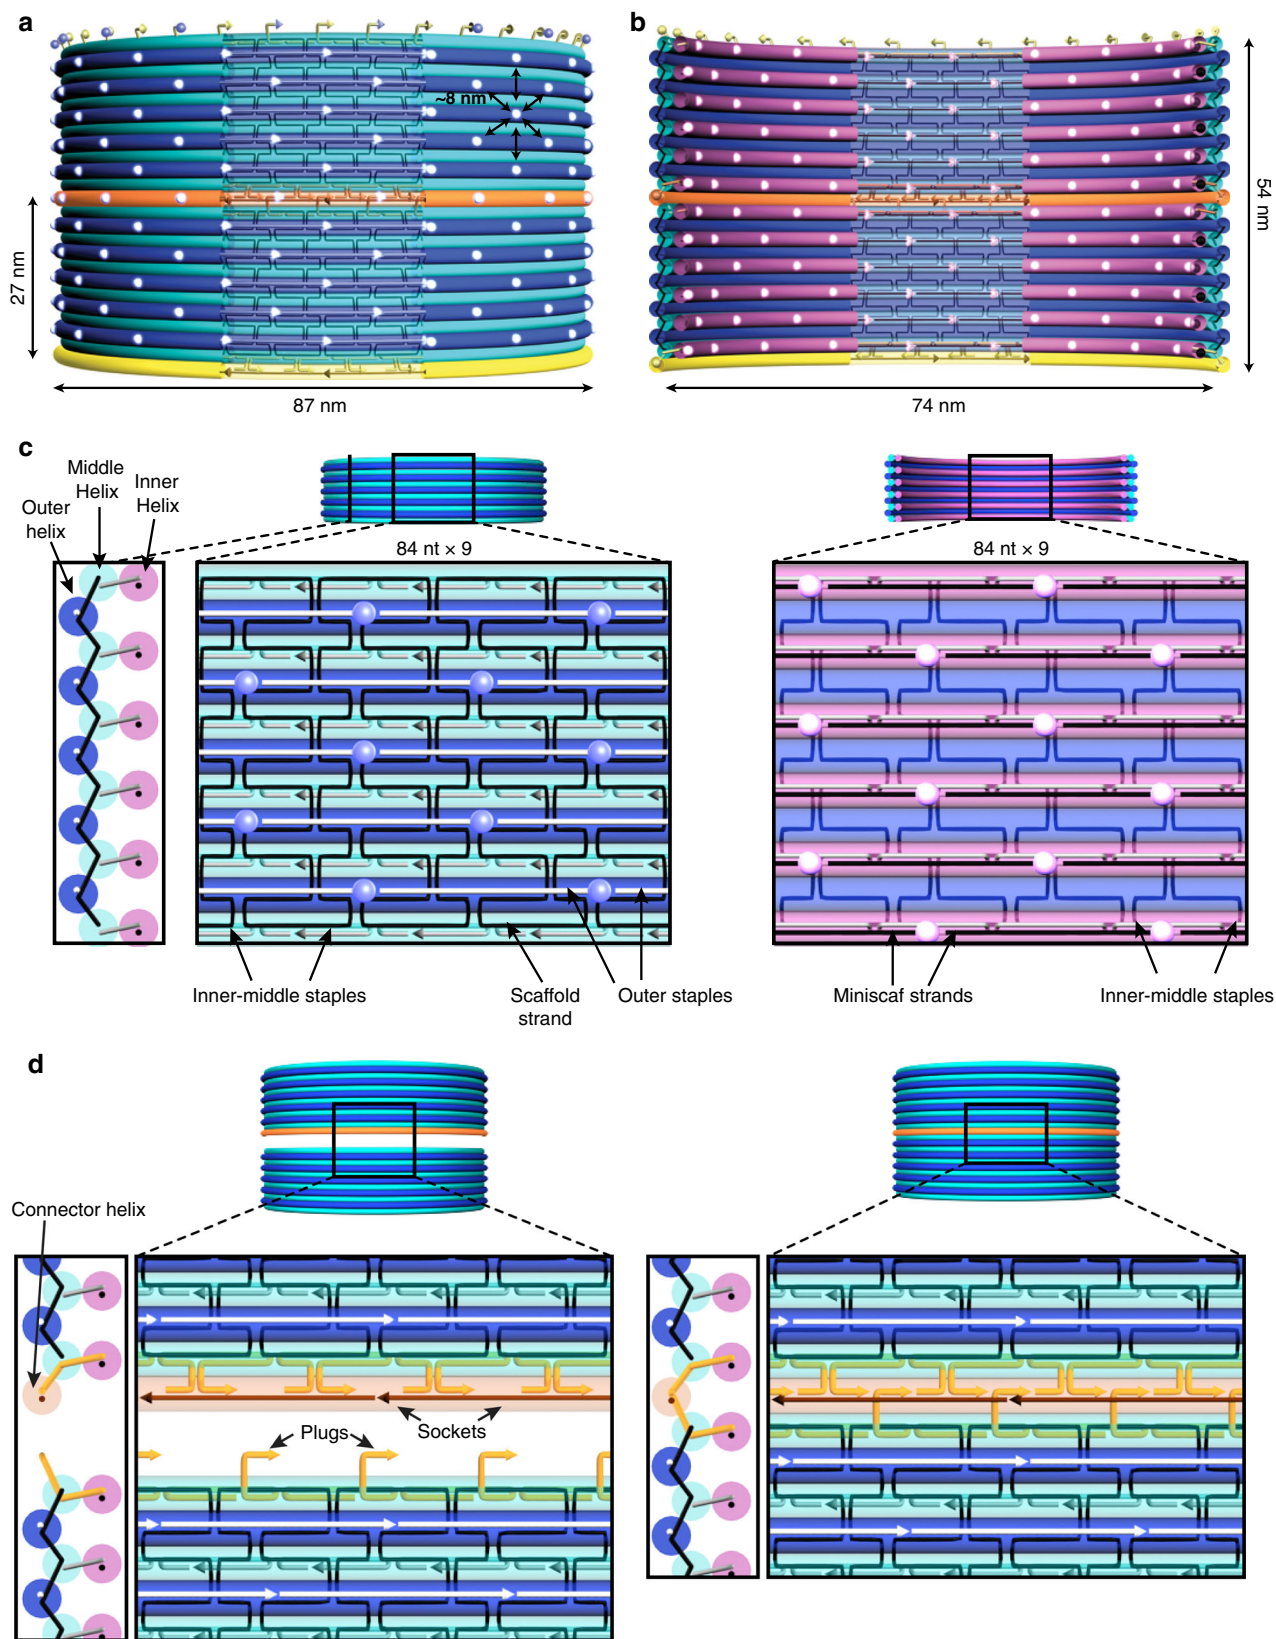 a
~8 nm
27 nm
87 nm
b
54 nm
74 nm
c
Middle
Helix
Inner
Helix
Outer
helix
84 nt × 9
84 nt × 9
Inner-middle staples
Scaffold
strand
Outer staples
Miniscaf strands
Inner-middle staples
d
Connector helix
Plugs
Sockets